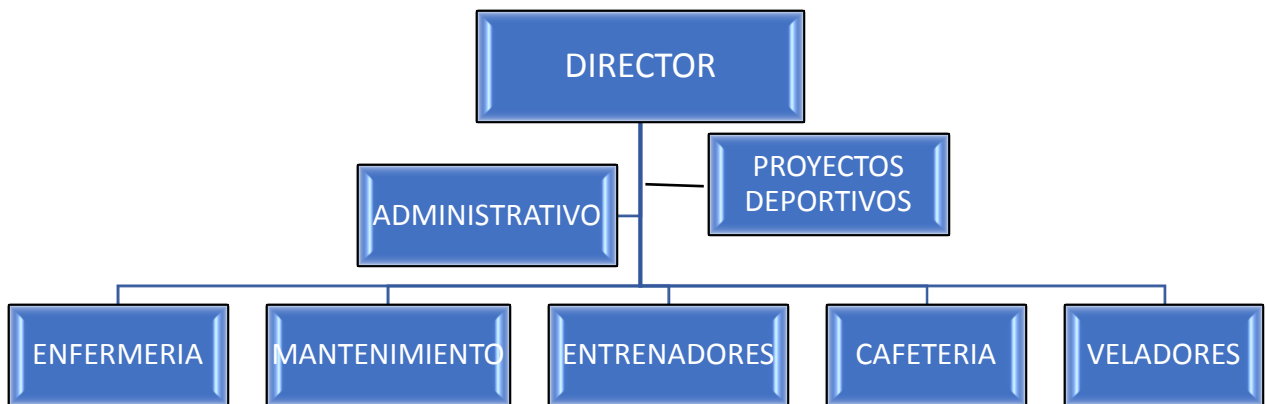 DIRECTOR
PROYECTOS
DEPORTIVOS
ADMINISTRATIVO
ENFERMERIA
MANTENIMIENTO
ENTRENADORES
CAFETERIA
VELADORES